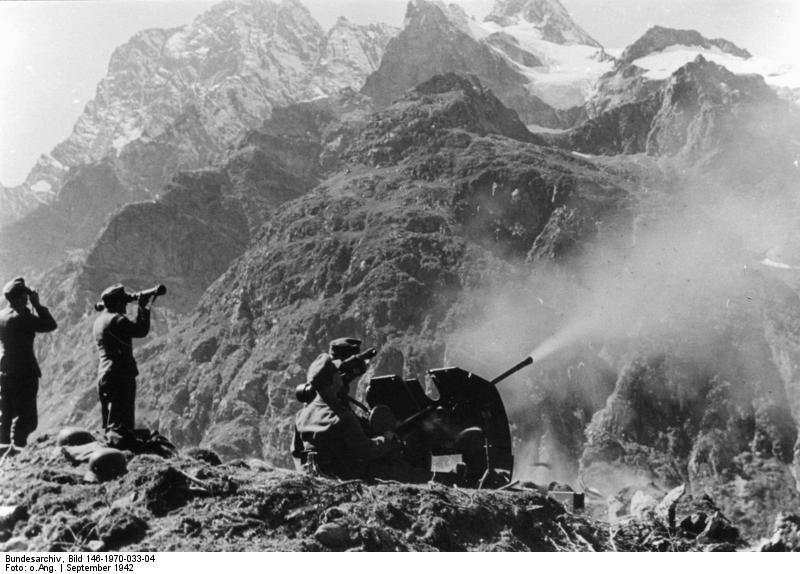 Bundesarchiv, Bild 146-1970-033-04
Foto: o.Ang. | September 1942